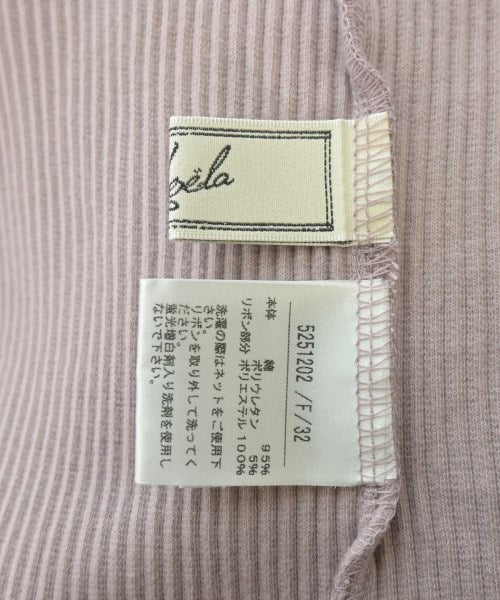 ëla
5251202 /F/32
本体 綿 95%
ポリウレタン 5%
リボン部分 ポリエステル 100%
洗濯の際はネットをご使用下
さい。
リボンを取り外して洗ってく
ださい。
蛍光増白剤入り洗剤を使用し
ないで下さい。